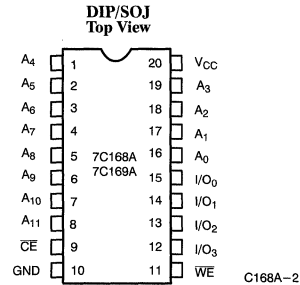 DIP/SOJ
Top View
A4 1 20 VCC
A5 2 19 A3
A6 3 18 A2
A7 4 17 A1
A8 5 7C168A 16 A0
A9 6 7C169A 15 I/O0
A10 7 14 I/O1
A11 8 13 I/O2
C̅E̅ 9 12 I/O3
GND 10 11 W̅E̅
C168A-2